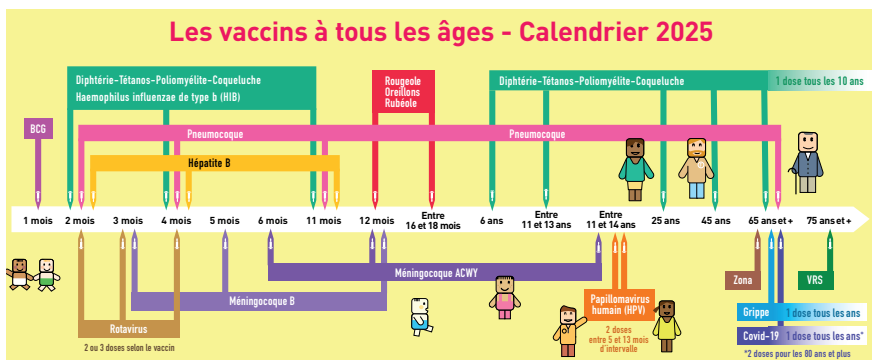 Les vaccins à tous les âges - Calendrier 2025
Diphtérie-Tétanos-Poliomyélite-Coqueluche
Haemophilus influenzae de type b (HIB)
Rougeole
Oreillons
Rubéole
Diphtérie-Tétanos-Poliomyélite-Coqueluche
1 dose tous les 10 ans
BCG
Pneumocoque
Pneumocoque
Hépatite B
1 mois
2 mois
3 mois
4 mois
5 mois
6 mois
11 mois
12 mois
Entre
16 et 18 mois
6 ans
Entre
11 et 13 ans
Entre
11 et 14 ans
25 ans
45 ans
65 ans et +
75 ans et +
Méningocoque ACWY
Méningocoque B
Rotavirus
2 ou 3 doses selon le vaccin
Papillomavirus
humain (HPV)
2 doses
entre 5 et 13 mois
d'intervalle
Zona
VRS
Grippe 1 dose tous les ans
Covid-19 1 dose tous les ans*
*2 doses pour les 80 ans et plus